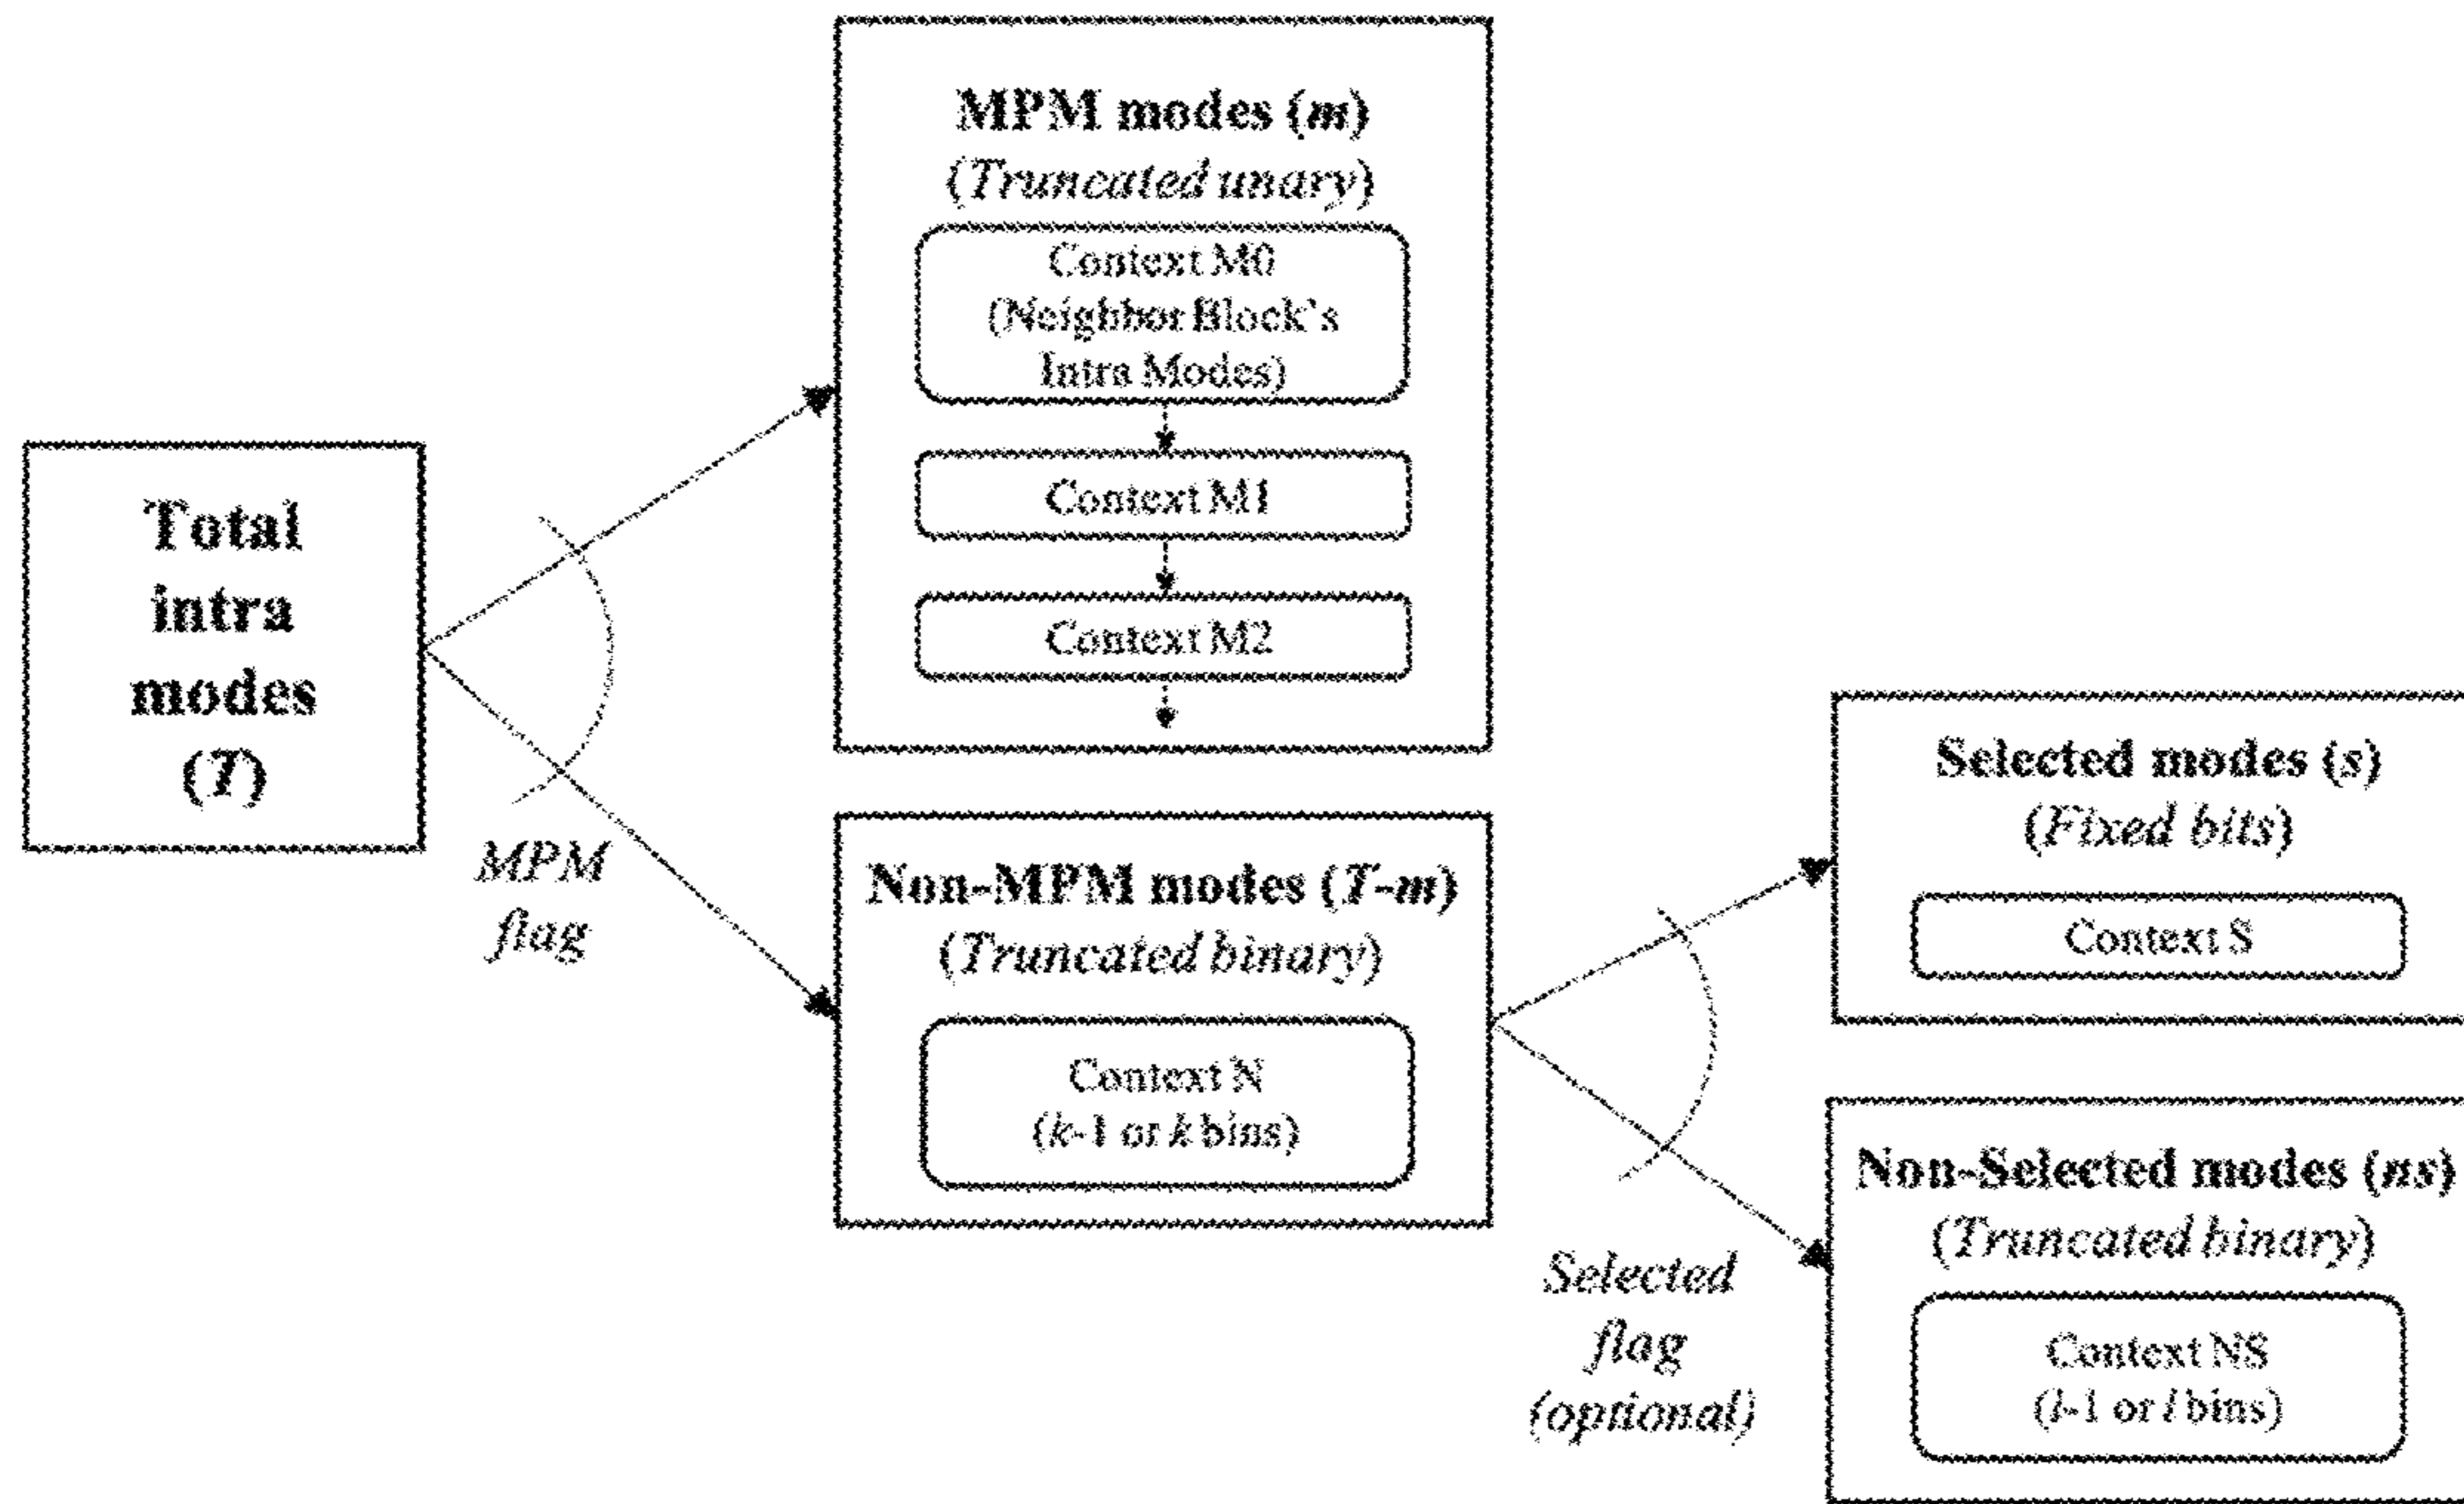 Total
intra
modes
(T)
MPM
flag
MPM modes (m)
(Truncated unary)
Context M0
(Neighbor Block's
Intra Modes)
Context M1
Context M2
Non-MPM modes (T-m)
(Truncated binary)
Context N
(k-1 or k bins)
Selected
flag
(optional)
Selected modes (s)
(Fixed bits)
Context S
Non-Selected modes (ns)
(Truncated binary)
Context NS
(l-1 or l bins)